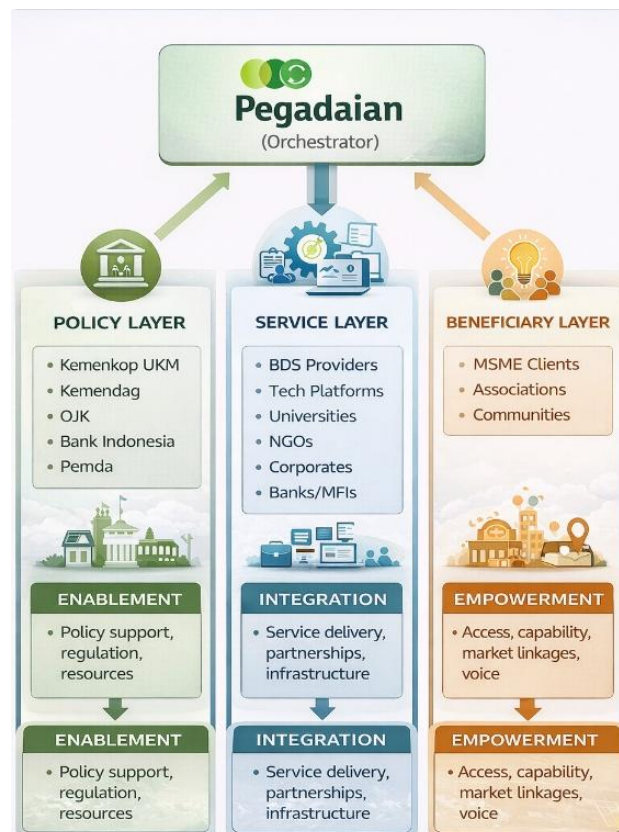 Pegadaian
(Orchestrator)
POLICY LAYER
• Kemenkop UKM
• Kemendag
• OJK
• Bank Indonesia
• Pemda
ENABLEMENT
• Policy support,
regulation,
resources
ENABLEMENT
• Policy support,
regulation,
resources
SERVICE LAYER
• BDS Providers
• Tech Platforms
• Universities
• NGOs
• Corporates
• Banks/MFIs
INTEGRATION
• Service delivery,
partnerships,
infrastructure
INTEGRATION
• Service delivery,
partnerships,
infrastructure
BENEFICIARY LAYER
• MSME Clients
• Associations
• Communities
EMPOWERMENT
• Access, capability,
market linkages,
voice
EMPOWERMENT
• Access, capability,
market linkages,
voice